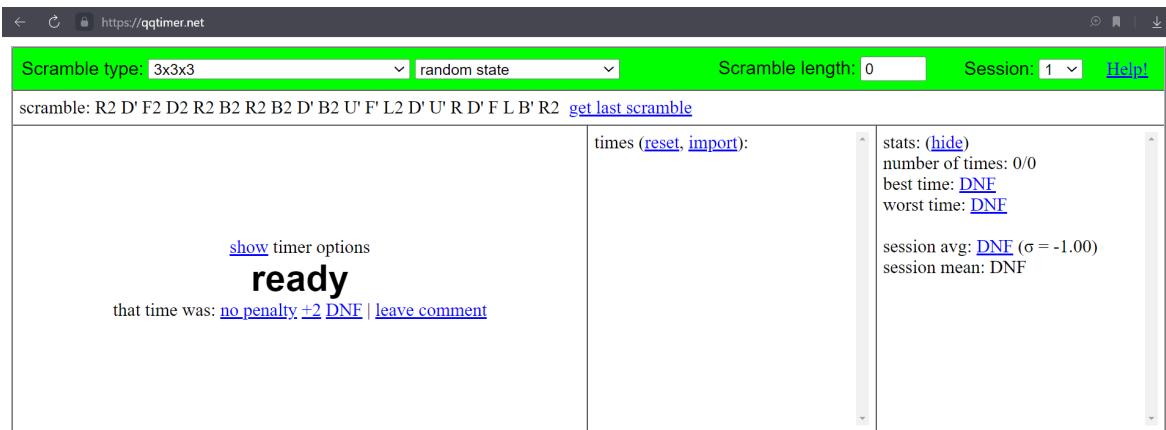 https://qqtimer.net
Scramble type: 3x3x3 random state Scramble length: 0 Session: 1 Help!
scramble: R2 D' F2 D2 R2 B2 R2 B2 D' B2 U' F' L2 D' U' R D' F L B' R2 get last scramble
show timer options
ready
that time was: no penalty +2 DNF | leave comment
times (reset, import):
stats: (hide)
number of times: 0/0
best time: DNF
worst time: DNF
session avg: DNF (σ = -1.00)
session mean: DNF